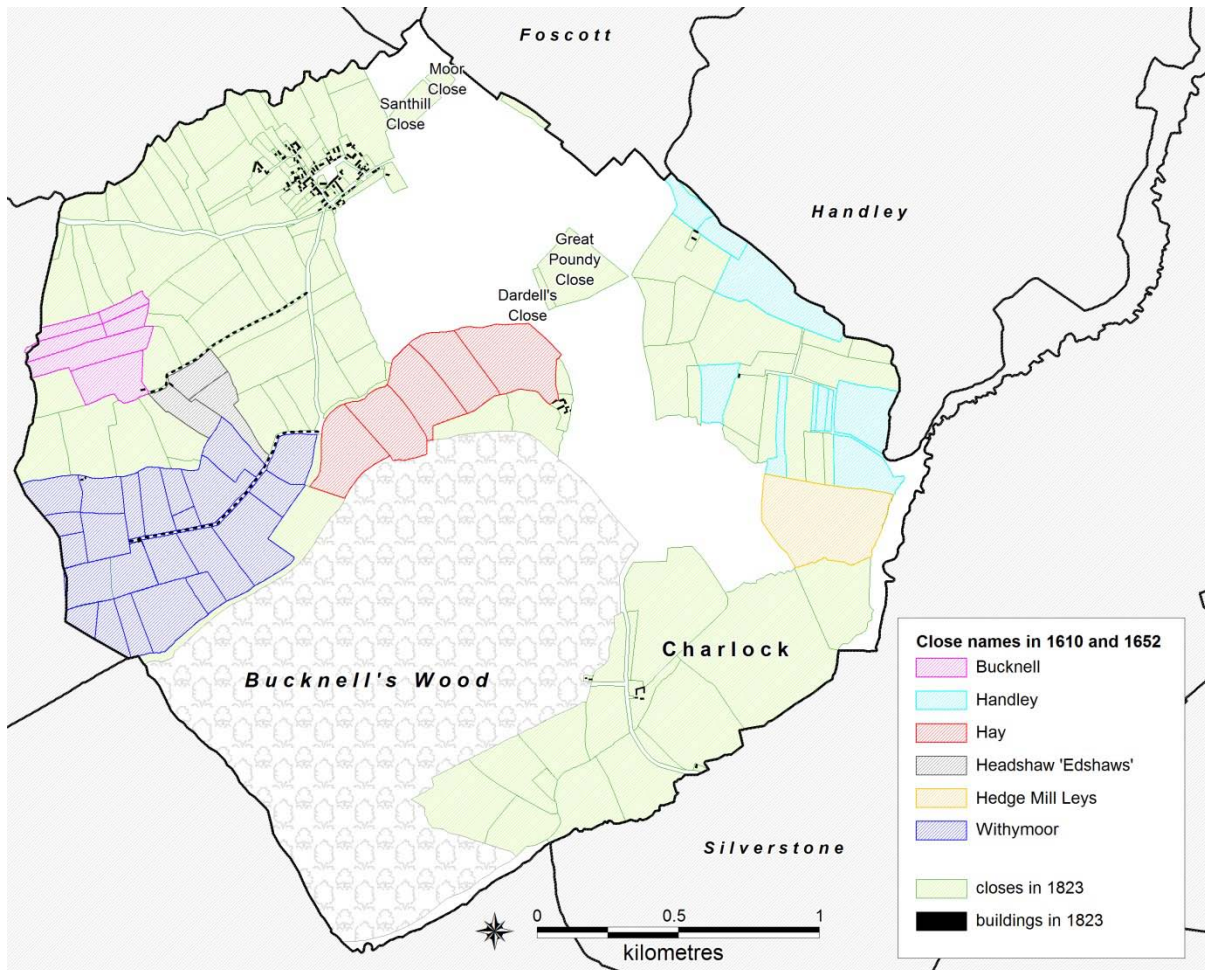 Foscott
Moor
Close
Santhill
Close
Handley
Great
Poundy
Close
Dardell's
Close
Charlock
Bucknell's Wood
Silverstone
Close names in 1610 and 1652
Bucknell
Handley
Hay
Headshaw 'Edshaws'
Hedge Mill Leys
Withymoor
closes in 1823
buildings in 1823
0 0.5 1
kilometres